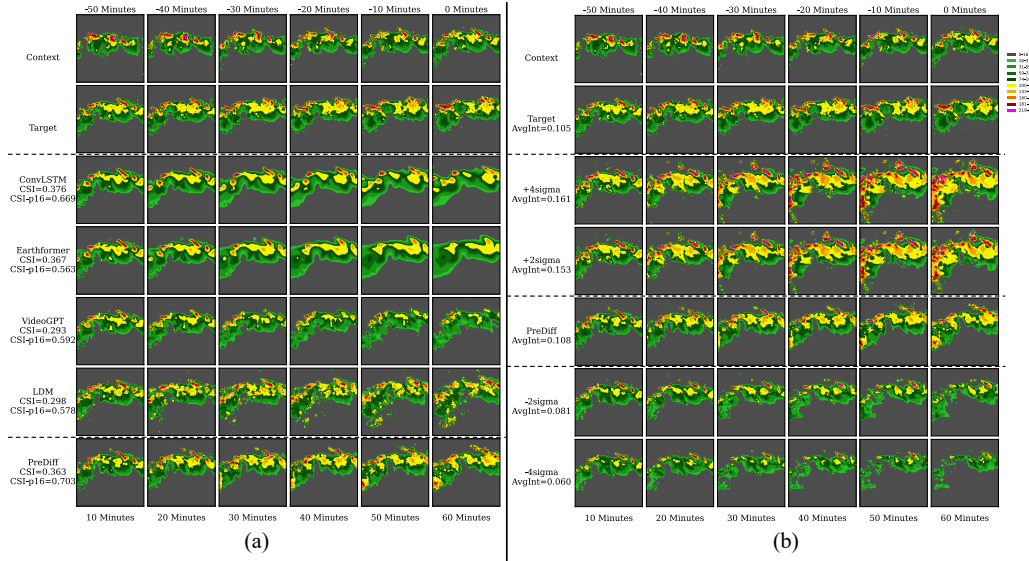 -50 Minutes -40 Minutes -30 Minutes -20 Minutes -10 Minutes 0 Minutes
Context
Target
ConvLSTM
CSI=0.376
CSI-p16=0.669
Earthformer
CSI=0.367
CSI-p16=0.563
VideoGPT
CSI=0.293
CSI-p16=0.592
LDM
CSI=0.298
CSI-p16=0.578
PreDiff
CSI=0.363
CSI-p16=0.703
10 Minutes 20 Minutes 30 Minutes 40 Minutes 50 Minutes 60 Minutes
(a)
-50 Minutes -40 Minutes -30 Minutes -20 Minutes -10 Minutes 0 Minutes
Context
Target
AvgInt=0.105
+4sigma
AvgInt=0.161
+2sigma
AvgInt=0.153
PreDiff
AvgInt=0.108
-2sigma
AvgInt=0.081
-4sigma
AvgInt=0.060
10 Minutes 20 Minutes 30 Minutes 40 Minutes 50 Minutes 60 Minutes
(b)